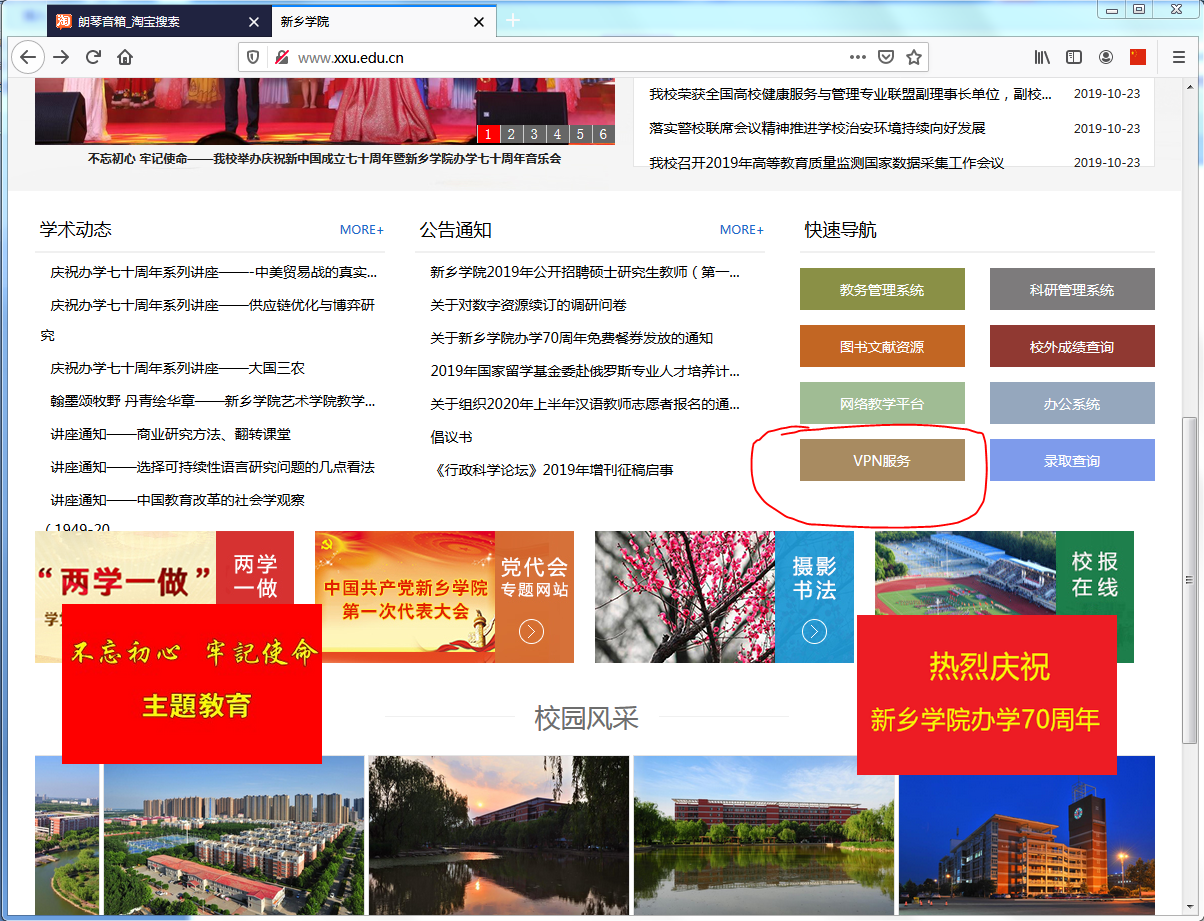 朗琴音箱_淘宝搜索
新乡学院
www.xxu.edu.cn
1 2 3 4 5 6
不忘初心 牢记使命——我校举办庆祝新中国成立七十周年暨新乡学院办学七十周年音乐会
我校荣获全国高校健康服务与管理专业联盟副理事长单位，副校... 2019-10-23
落实警校联席会议精神推进学校治安环境持续向好发展 2019-10-23
我校召开2019年高等教育质量监测国家数据采集工作会议 2019-10-23
学术动态 MORE+
庆祝办学七十周年系列讲座——-中美贸易战的真实...
庆祝办学七十周年系列讲座——供应链优化与博弈研
究
庆祝办学七十周年系列讲座——大国三农
翰墨颂牧野 丹青绘华章——新乡学院艺术学院教学...
讲座通知——商业研究方法、翻转课堂
讲座通知——选择可持续性语言研究问题的几点看法
讲座通知——中国教育改革的社会学观察
（1949-20
公告通知 MORE+
新乡学院2019年公开招聘硕士研究生教师（第一...
关于对数字资源续订的调研问卷
关于新乡学院办学70周年免费餐券发放的通知
2019年国家留学基金委赴俄罗斯专业人才培养计...
关于组织2020年上半年汉语教师志愿者报名的通...
倡议书
《行政科学论坛》2019年增刊征稿启事
快速导航
教务管理系统 科研管理系统
图书文献资源 校外成绩查询
网络教学平台 办公系统
VPN服务 录取查询
“两学一做”
学
两学
一做
中国共产党新乡学院
第一次代表大会
党代会
专题网站
摄影
书法
校报
在线
不忘初心 牢記使命
主題教育
热烈庆祝
新乡学院办学70周年
校园风采